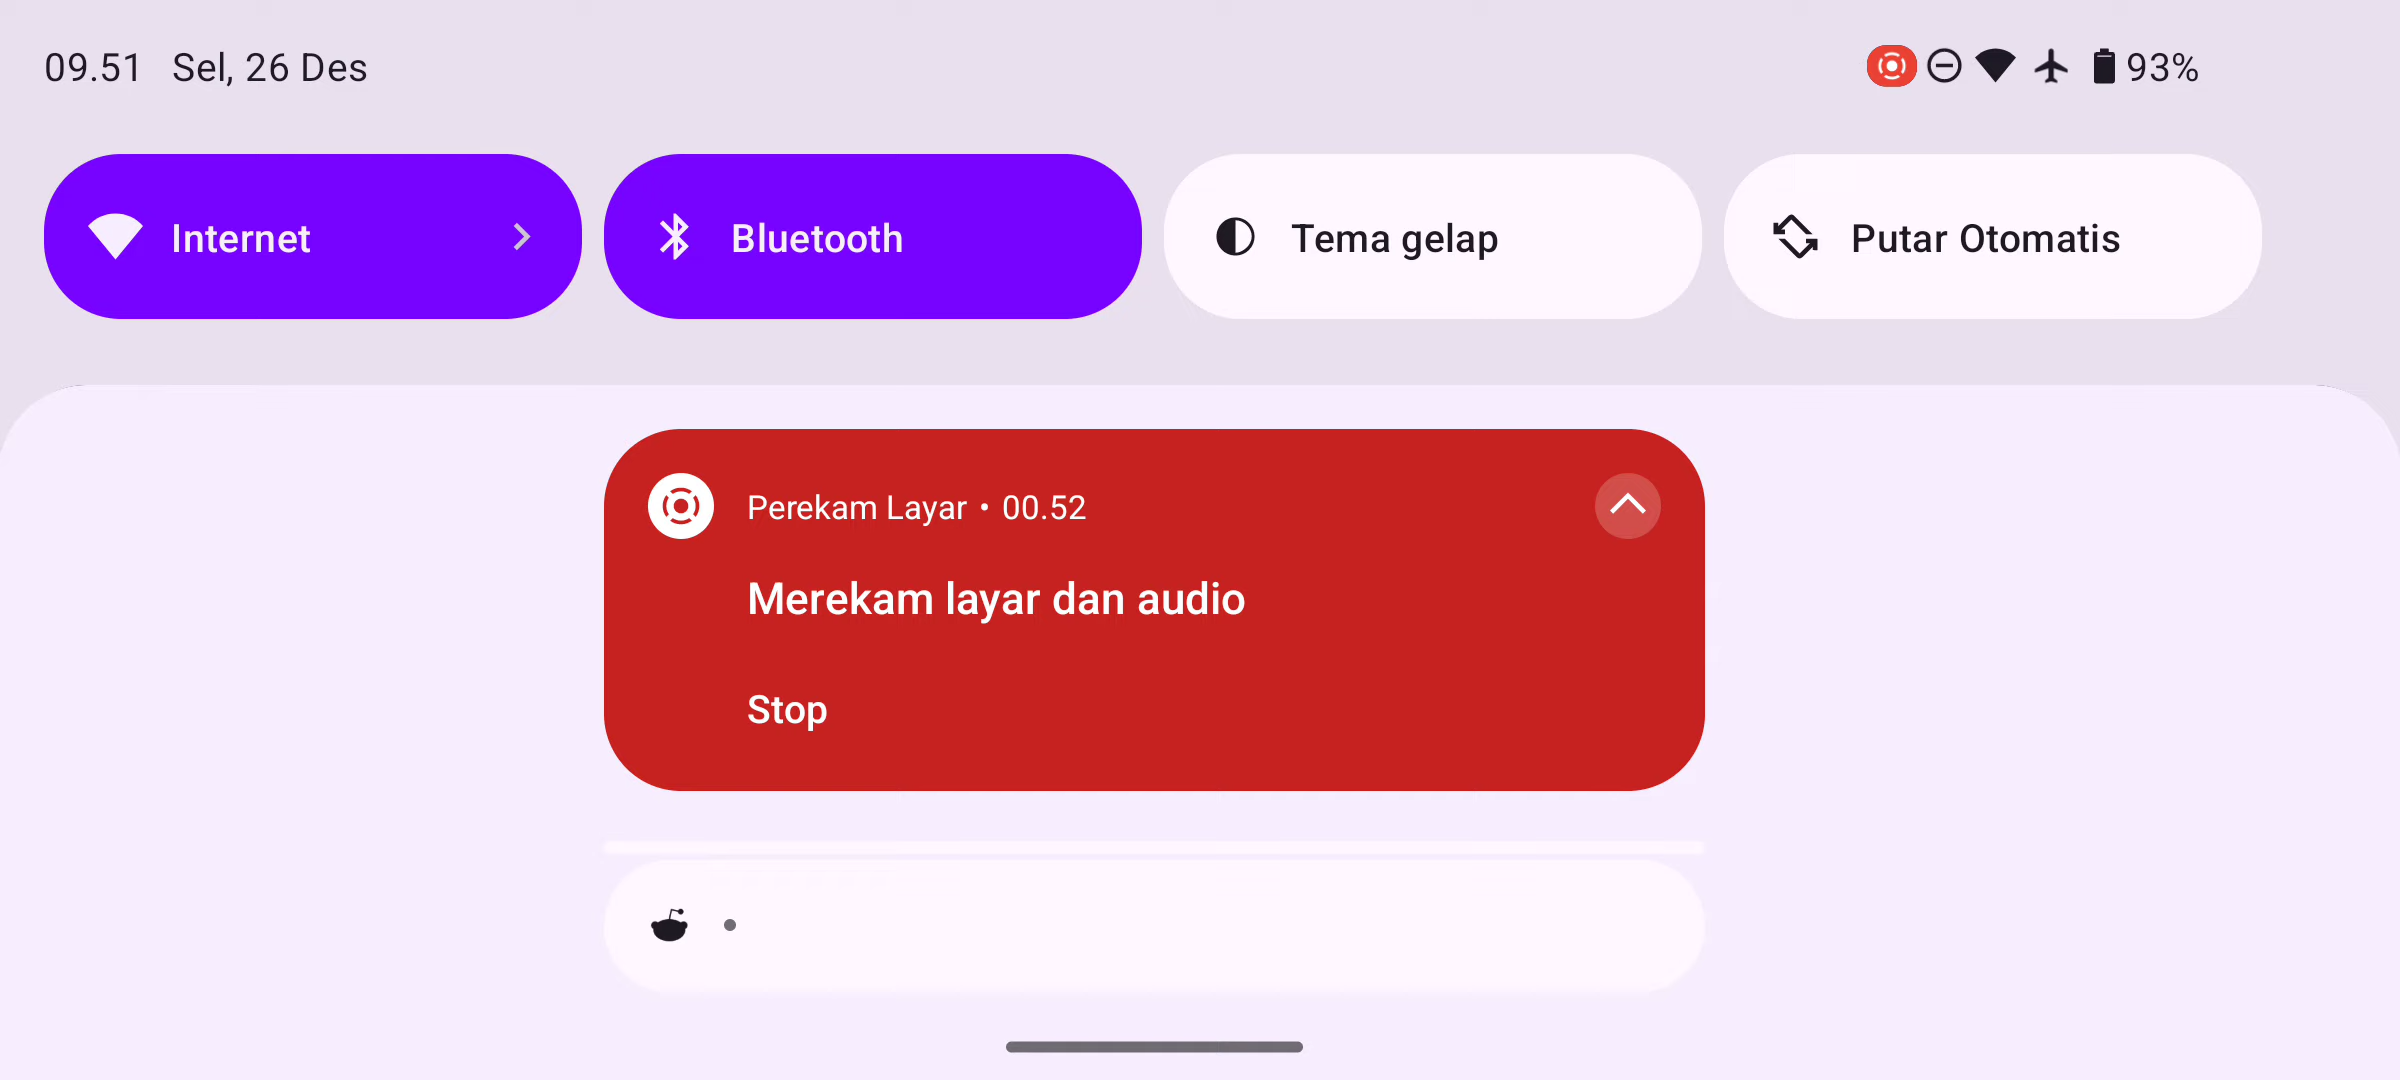 09.51 Sel, 26 Des 93%
Internet
Bluetooth
Tema gelap
Putar Otomatis
Perekam Layar • 00.52
Merekam layar dan audio
Stop